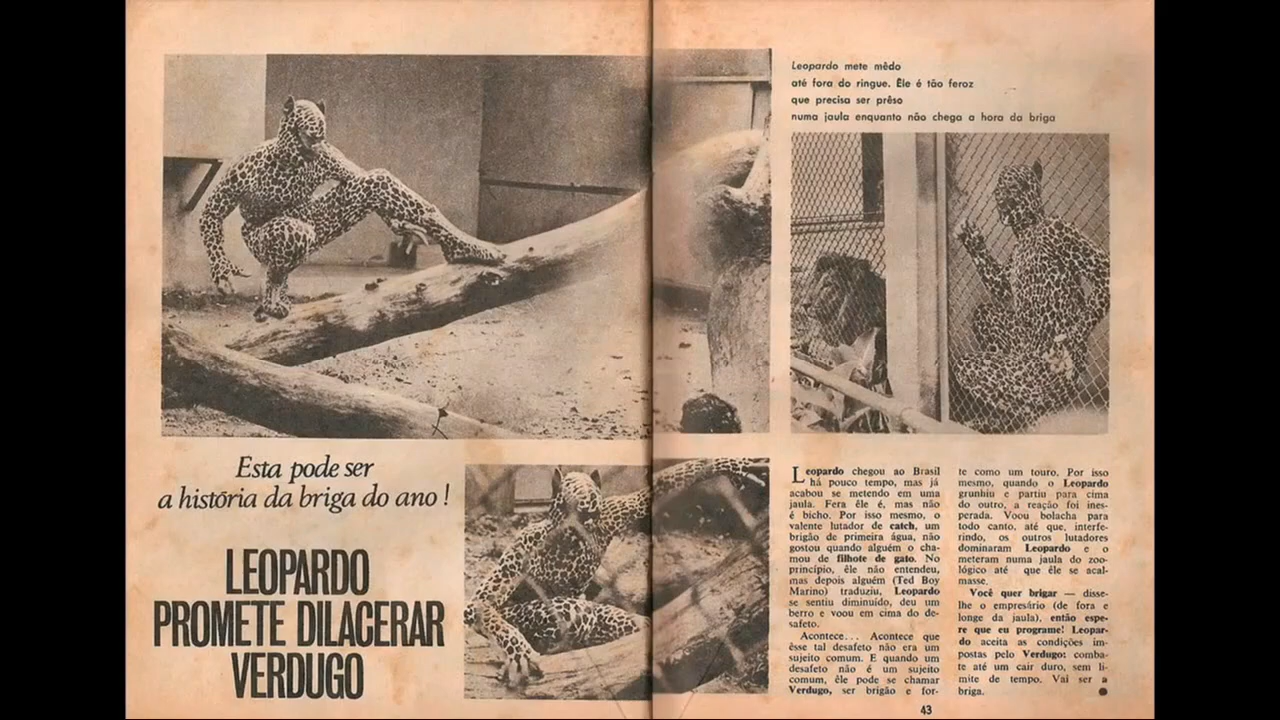 Leopardo mete mêdo
até fora do ringue. Êle é tão feroz
que precisa ser prêso
numa jaula enquanto não chega a hora da briga
Esta pode ser
a história da briga do ano !
LEOPARDO
PROMETE DILACERAR
VERDUGO
Leopardo chegou ao Brasil
há pouco tempo, mas já
acabou se metendo em uma
jaula. Fera êle é, mas não
é bicho. Por isso mesmo, o
valente lutador de catch, um
brigão de primeira água, não
gostou quando alguém o cha-
mou de filhote de gato. No
princípio, êle não entendeu,
mas depois alguém (Ted Boy
Marino) traduziu, Leopardo
se sentiu diminuído, deu um
berro e voou em cima do de-
safeto.
Acontece... Acontece que
êsse tal desafeto não era um
sujeito comum. E quando um
desafeto não é um sujeito
comum, êle pode se chamar
Verdugo, ser brigão e for-
te como um touro. Por isso
mesmo, quando o Leopardo
grunhiu e partiu para cima
do outro, a reação foi ines-
perada. Voou bolacha para
todo canto, até que, interfe-
rindo, os outros lutadores
dominaram Leopardo e o
meteram numa jaula do zoo-
lógico até que êle se acal-
masse.
Você quer brigar — disse-
lhe o empresário (de fora e
longe da jaula), então espe-
re que eu programe! Leopar-
do aceita as condições im-
postas pelo Verdugo: comba-
te até um cair duro, sem li-
mite de tempo. Vai ser a
briga.
43